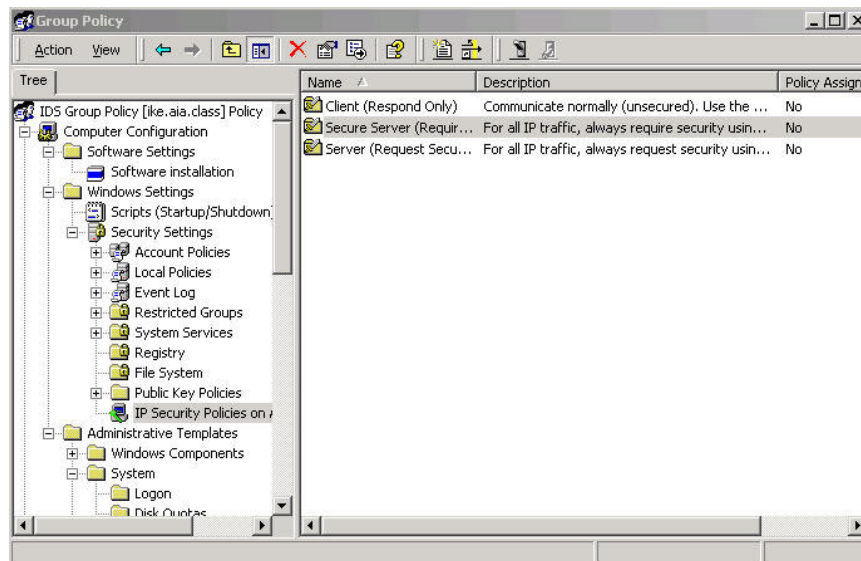 Group Policy
Action View
Tree
IDS Group Policy [ike.aia.class] Policy
Computer Configuration
Software Settings
Software installation
Windows Settings
Scripts (Startup/Shutdown)
Security Settings
Account Policies
Local Policies
Event Log
Restricted Groups
System Services
Registry
File System
Public Key Policies
IP Security Policies on A
Administrative Templates
Windows Components
System
Logon
Disk Quotas
Name Description Policy Assign
Client (Respond Only) Communicate normally (unsecured). Use the ... No
Secure Server (Requir... For all IP traffic, always require security usin... No
Server (Request Secu... For all IP traffic, always request security usin... No